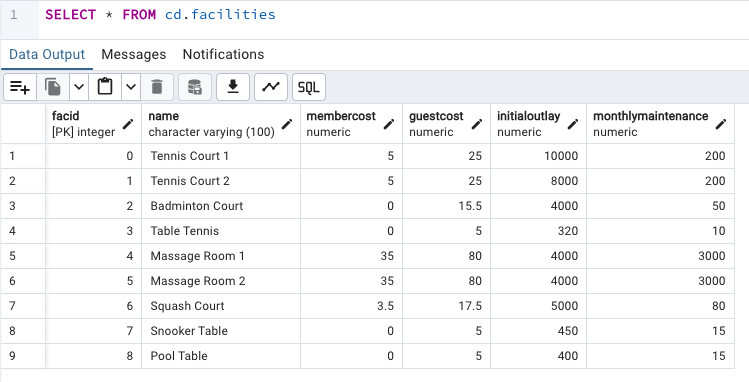 1 SELECT * FROM cd.facilities
Data Output Messages Notifications
SQL
facid name membercost guestcost initialoutlay monthlymaintenance
[PK] integer character varying (100) numeric numeric numeric numeric
1 0 Tennis Court 1 5 25 10000 200
2 1 Tennis Court 2 5 25 8000 200
3 2 Badminton Court 0 15.5 4000 50
4 3 Table Tennis 0 5 320 10
5 4 Massage Room 1 35 80 4000 3000
6 5 Massage Room 2 35 80 4000 3000
7 6 Squash Court 3.5 17.5 5000 80
8 7 Snooker Table 0 5 450 15
9 8 Pool Table 0 5 400 15